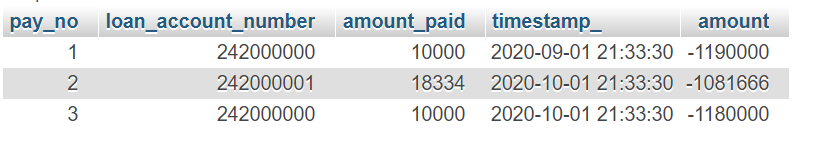 pay_no loan_account_number amount_paid timestamp_ amount
1 242000000 10000 2020-09-01 21:33:30 -1190000
2 242000001 18334 2020-10-01 21:33:30 -1081666
3 242000000 10000 2020-10-01 21:33:30 -1180000